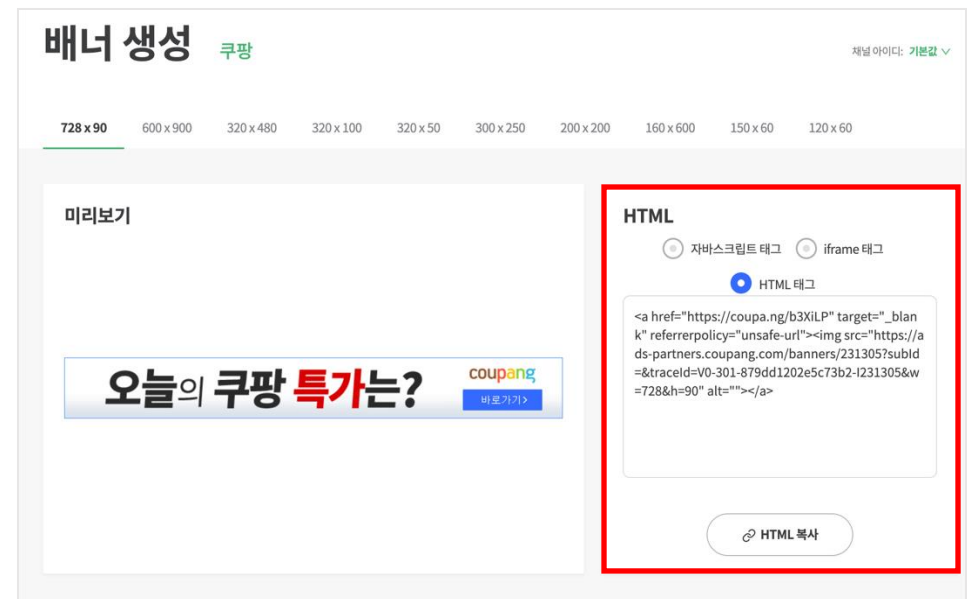 배너 생성 쿠팡
채널 아이디: 기본값
728 x 90 600 x 900 320 x 480 320 x 100 320 x 50 300 x 250 200 x 200 160 x 600 150 x 60 120 x 60
미리보기
오늘의 쿠팡 특가는?
coupang
바로가기>
HTML
자바스크립트 태그 iframe 태그
HTML 태그
<a href="https://coupa.ng/b3XiLP" target="_blan
k" referrerpolicy="unsafe-url"><img src="https://a
ds-partners.coupang.com/banners/231305?subId
=&traceId=V0-301-879dd1202e5c73b2-I231305&w
=728&h=90" alt=""></a>
HTML 복사